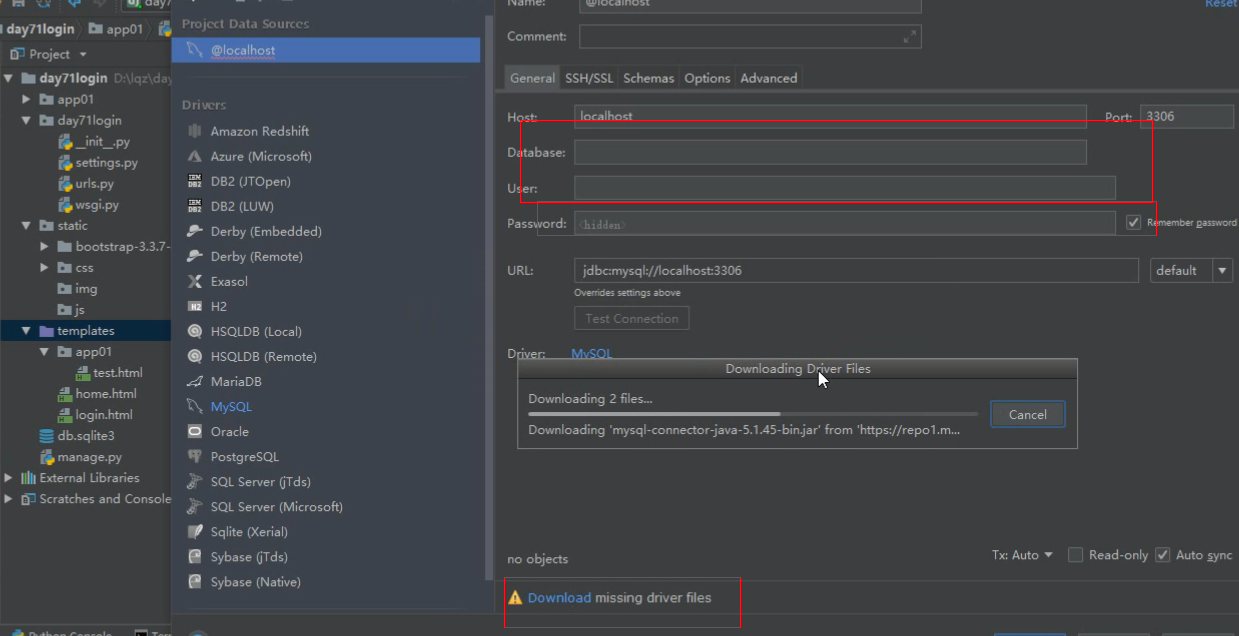 day7
Name:
@localhost
Reset
day71login
app01
Project Data Sources
@localhost
Comment:
Project
General
SSH/SSL
Schemas
Options
Advanced
day71login D:\lqz\day
app01
day71login
__init__.py
settings.py
urls.py
wsgi.py
static
bootstrap-3.3.7-
css
img
js
templates
app01
test.html
home.html
login.html
db.sqlite3
manage.py
External Libraries
Scratches and Console
Drivers
Amazon Redshift
Azure (Microsoft)
DB2 (JTOpen)
DB2 (LUW)
Derby (Embedded)
Derby (Remote)
Exasol
H2
HSQLDB (Local)
HSQLDB (Remote)
MariaDB
MySQL
Oracle
PostgreSQL
SQL Server (jTds)
SQL Server (Microsoft)
Sqlite (Xerial)
Sybase (jTds)
Sybase (Native)
Host:
localhost
Port:
3306
Database:
User:
Password:
<hidden>
Remember password
URL:
jdbc:mysql://localhost:3306
default
Overrides settings above
Test Connection
Driver:
MySQL
Downloading Driver Files
Downloading 2 files...
Cancel
Downloading 'mysql-connector-java-5.1.45-bin.jar' from 'https://repo1.m...
no objects
Tx: Auto
Read-only
Auto sync
Download missing driver files
Python Console